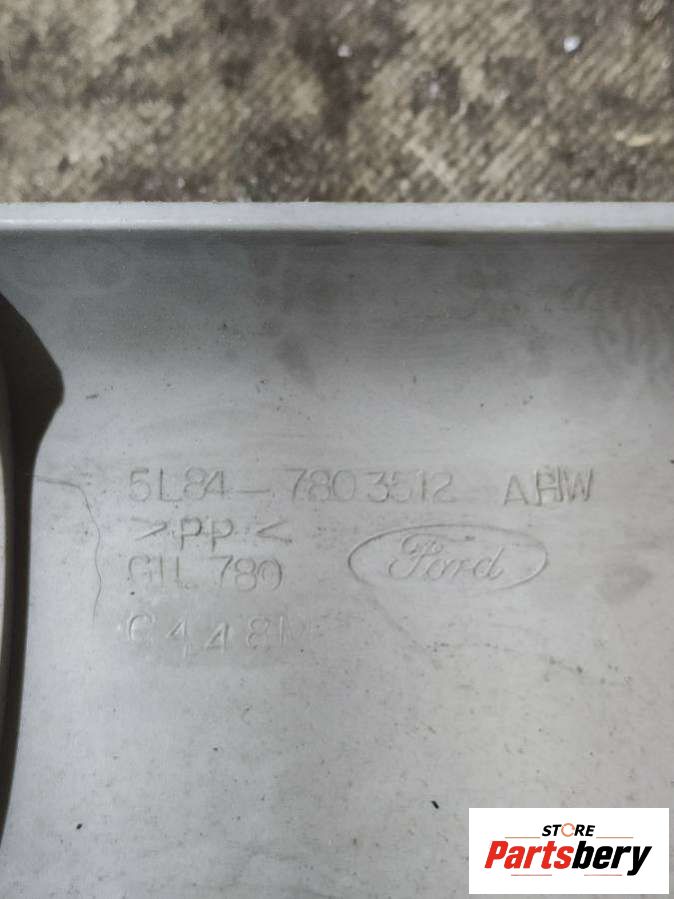 5L84-7803512-AHW
>PP<
GIL 780
Ford
C448M
STORE
Partsbery